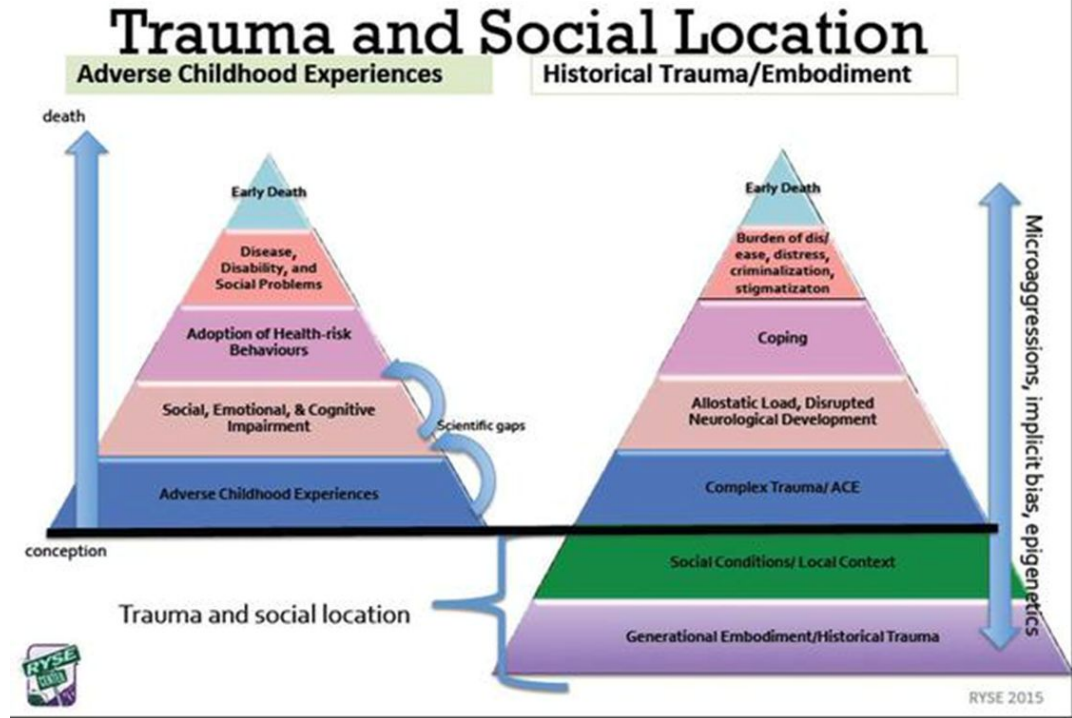 Trauma and Social Location
Adverse Childhood Experiences
Historical Trauma/Embodiment
death
Early Death
Disease,
Disability, and
Social Problems
Adoption of Health-risk
Behaviours
Social, Emotional, & Cognitive
Impairment
Scientific gaps
Adverse Childhood Experiences
conception
Trauma and social location
Early Death
Burden of dis/
ease, distress,
criminalization,
stigmatizaton
Coping
Allostatic Load, Disrupted
Neurological Development
Complex Trauma/ ACE
Social Conditions/ Local Context
Generational Embodiment/Historical Trauma
Microaggressions, implicit bias, epigenetics
RYSE
CENTER
RYSE 2015